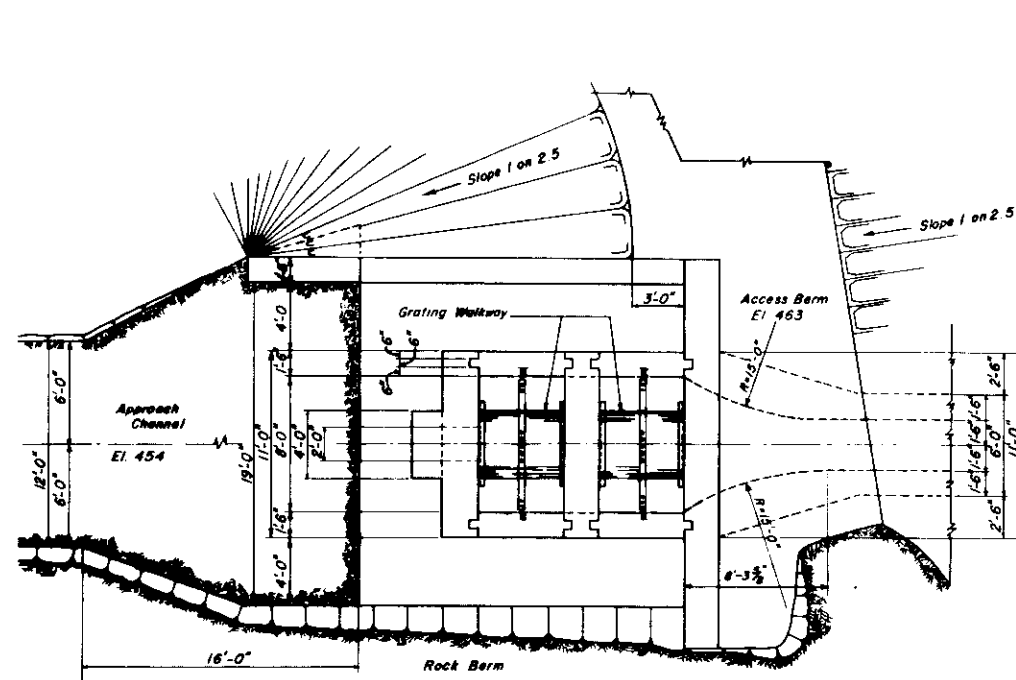 Slope 1 on 2.5
Slope 1 on 2.5
3'-0"
Access Berm
El. 463
Grating Walkway
4'-0
6"
6"
6"
1'-6"
R=15'-0"
2'-6"
6'-0"
Approach
Channel
El. 454
12'-0"
6'-0"
19'-0"
11'-0"
8'-0"
4'-0"
2'-0"
1'-6"
1'-6"
1'-6"
1'-6"
6'-0"
11'-0"
1'-6"
4'-0"
R=15'-0"
2'-6"
8'-3 5/8"
16'-0"
Rock Berm